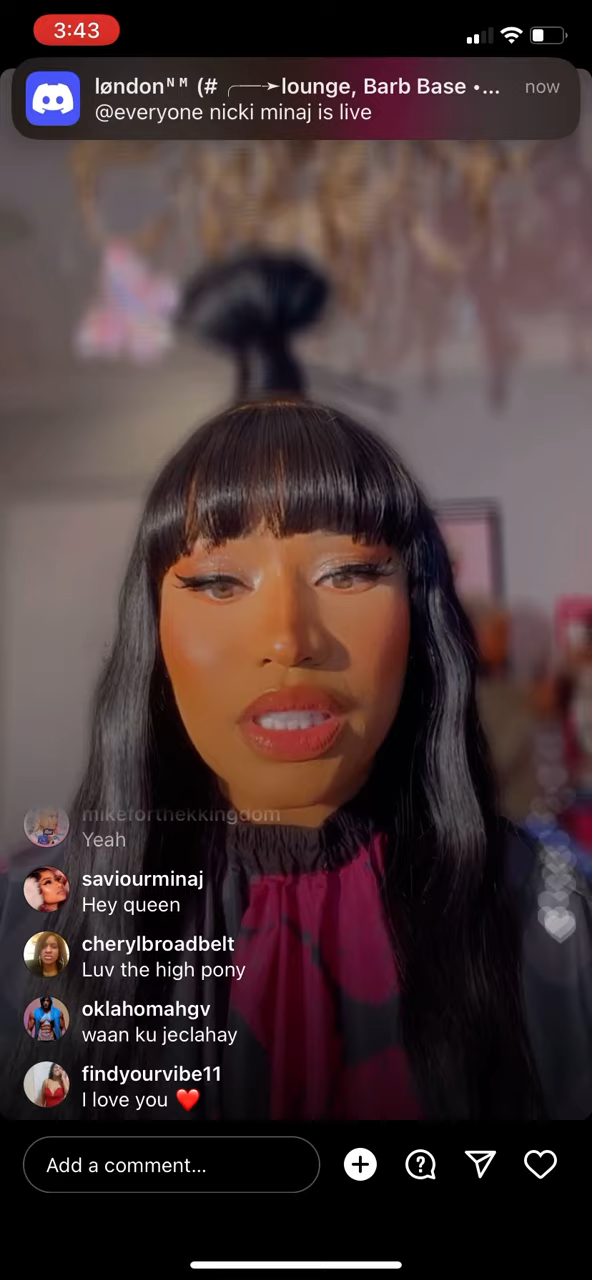 3:43
løndonᴺ ᴹ (# ╭──➛lounge, Barb Base •...
now
@everyone nicki minaj is live
mikeforthekkingdom
Yeah
saviourminaj
Hey queen
cherylbroadbelt
Luv the high pony
oklahomahgv
waan ku jeclahay
findyourvibe11
I love you ❤️
Add a comment...